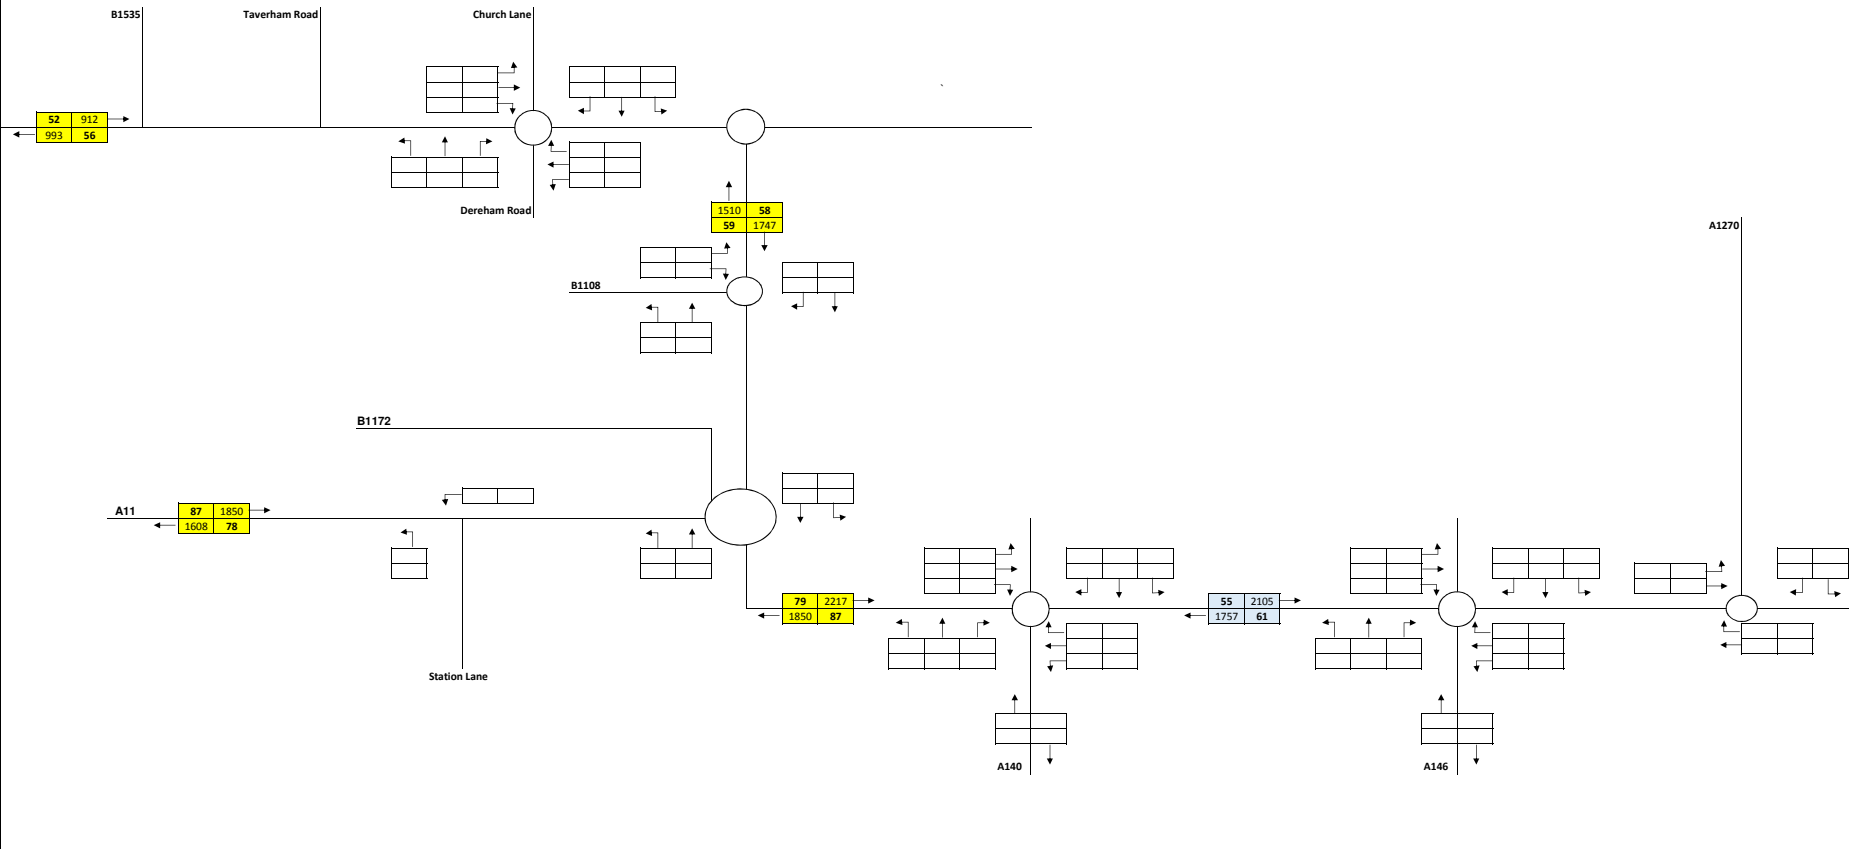 B1535 Taverham Road Church Lane
52 912
993 56
Dereham Road
1510 58
59 1747
A1270
B1108
B1172
A11 87 1850
1608 78
79 2217
1850 87
55 2105
1757 61
Station Lane
A140 A146